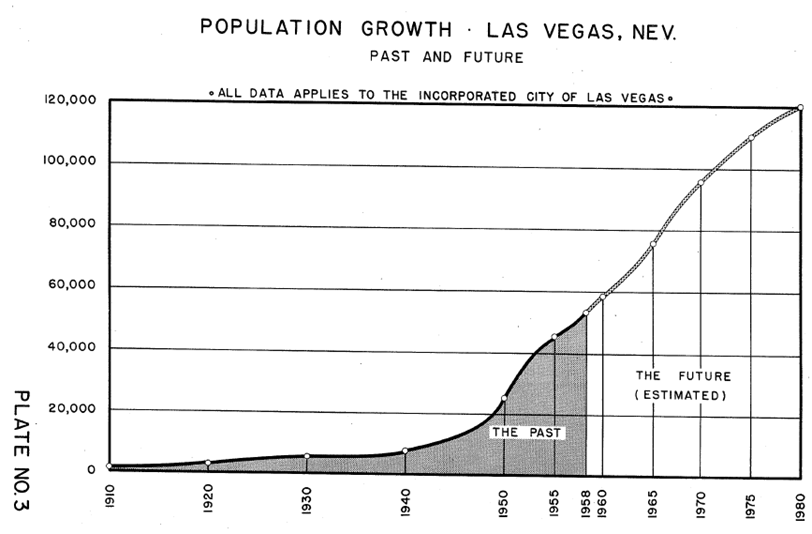 POPULATION GROWTH · LAS VEGAS, NEV.
PAST AND FUTURE
∘ALL DATA APPLIES TO THE INCORPORATED CITY OF LAS VEGAS∘
120,000
100,000
80,000
60,000
40,000
20,000
0
THE FUTURE
(ESTIMATED)
THE PAST
1910
1920
1930
1940
1950
1955
1958
1960
1965
1970
1975
1980
PLATE NO.3